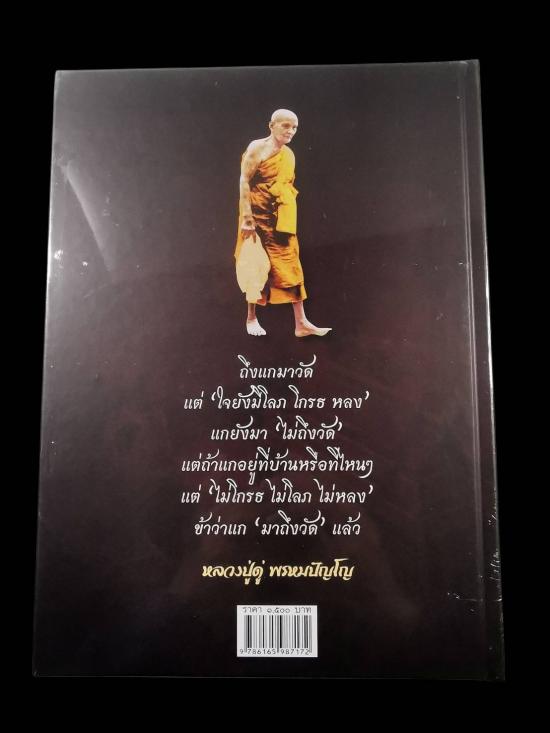 ถึงแกมาวัด
แต่ ‘ใจยังมีโลภ โกรธ หลง’
แกยังมา ‘ไม่ถึงวัด’
แต่ถ้าแกอยู่ที่บ้านหรือที่ไหนๆ
แต่ ‘ไม่โกรธ ไม่โลภ ไม่หลง’
ข้าว่าแก ‘มาถึงวัด’ แล้ว
หลวงปู่ดู่ พรหมปัญโญ
ราคา ๑,๕๐๐ บาท
9 786165 987172